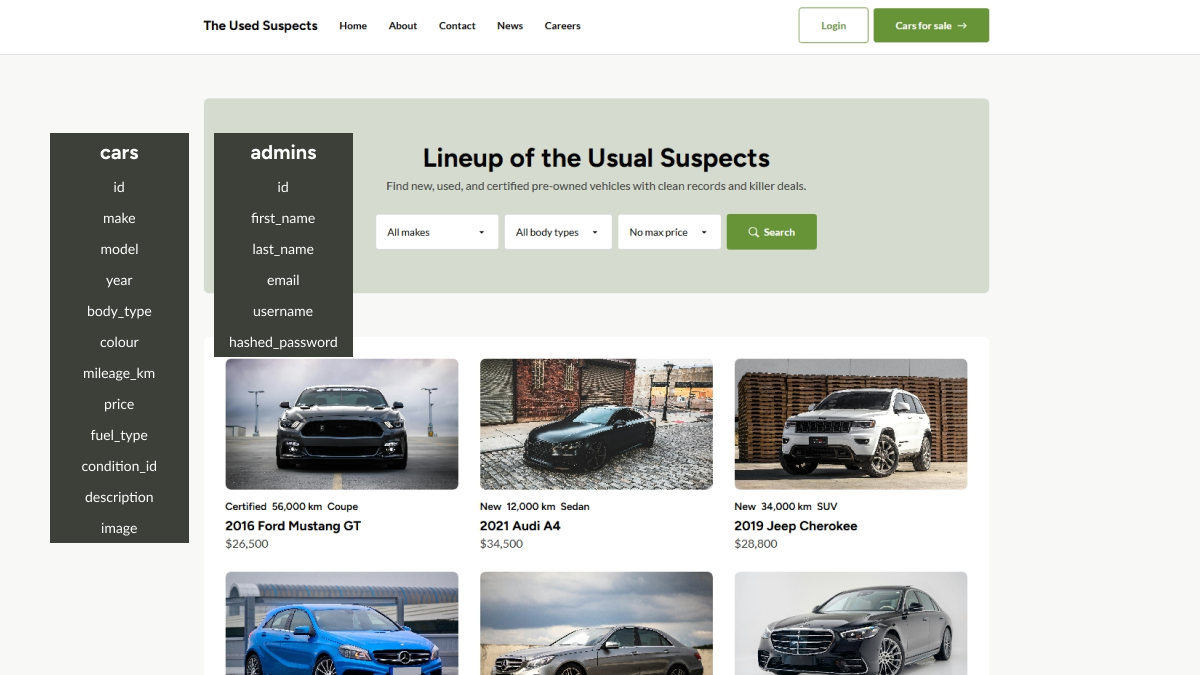 The Used Suspects Home About Contact News Careers Login Cars for sale →
cars
id
make
model
year
body_type
colour
mileage_km
price
fuel_type
condition_id
description
image
admins
id
first_name
last_name
email
username
hashed_password
Lineup of the Usual Suspects
Find new, used, and certified pre-owned vehicles with clean records and killer deals.
All makes All body types No max price Search
Certified 56,000 km Coupe
2016 Ford Mustang GT
$26,500
New 12,000 km Sedan
2021 Audi A4
$34,500
New 34,000 km SUV
2019 Jeep Cherokee
$28,800